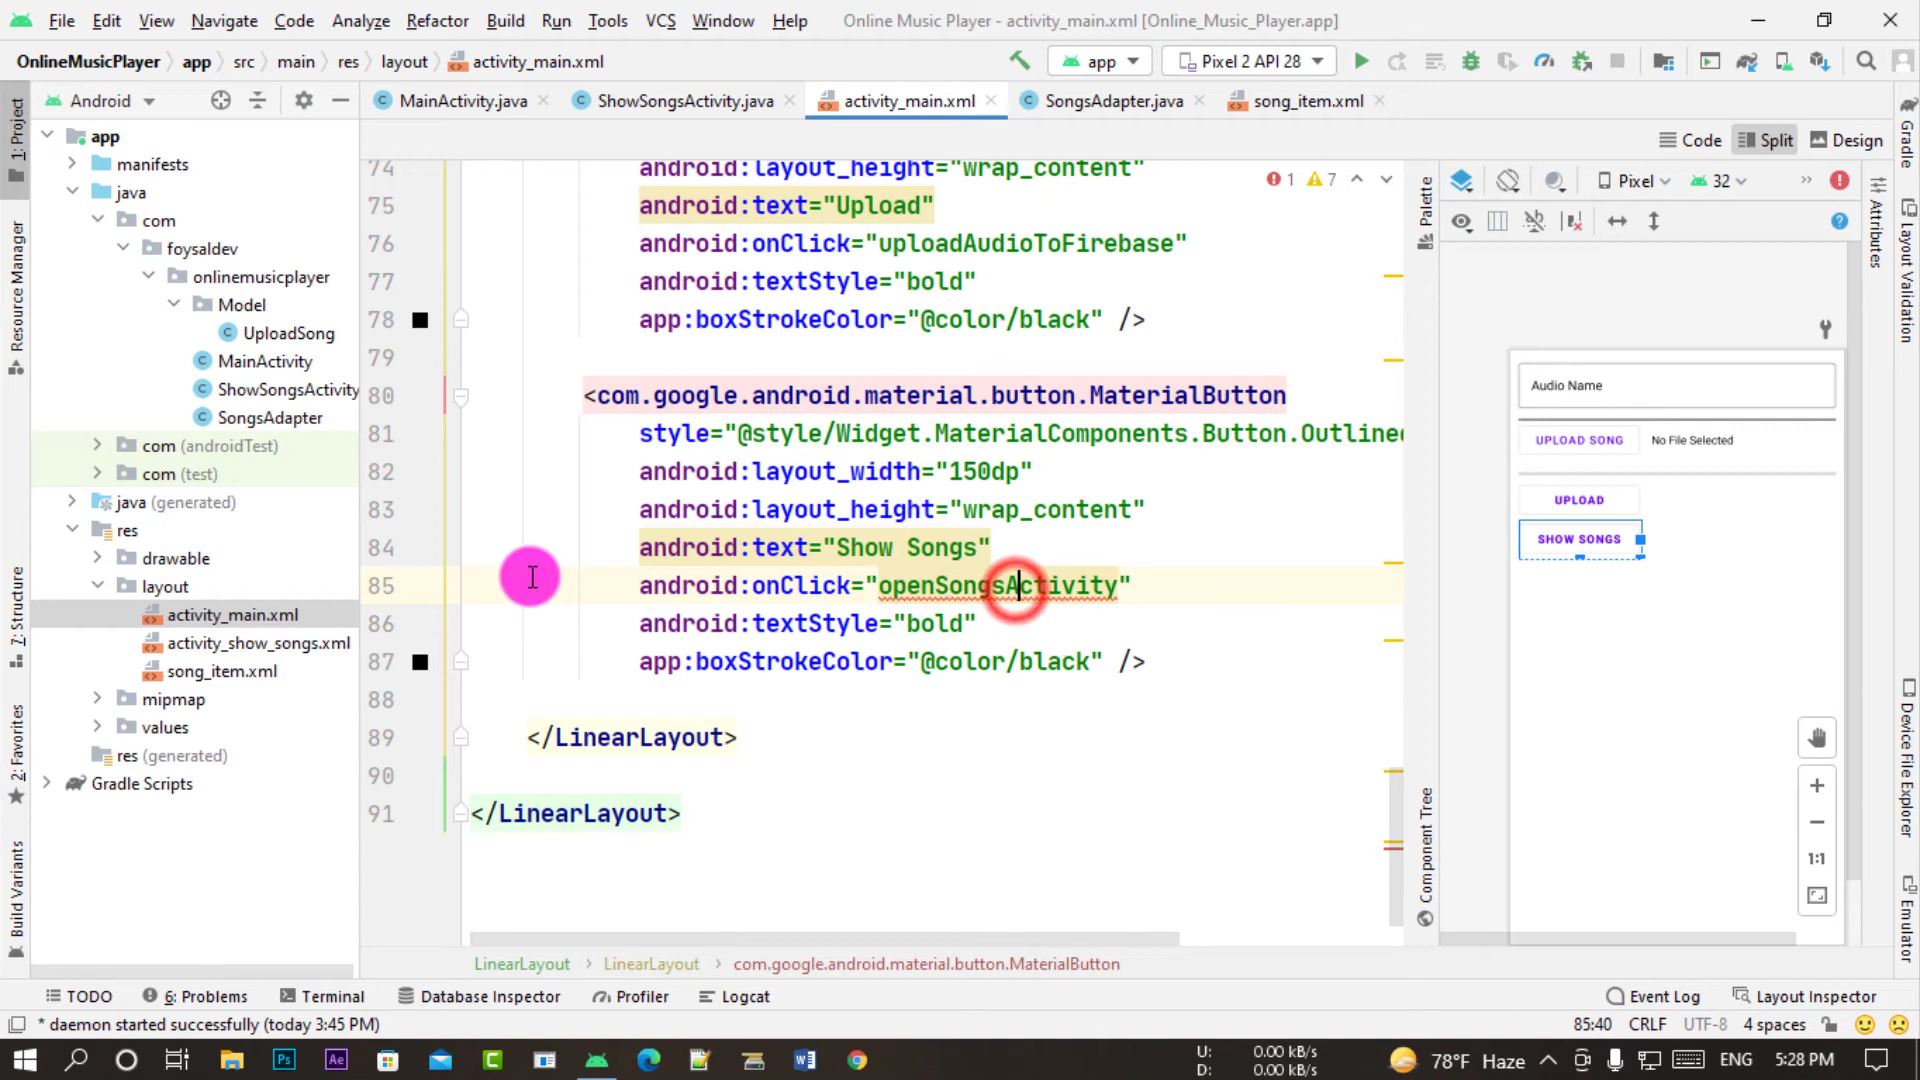 File Edit View Navigate Code Analyze Refactor Build Run Tools VCS Window Help Online Music Player - activity_main.xml [Online_Music_Player.app]
OnlineMusicPlayer app src main res layout activity_main.xml app Pixel 2 API 28
Android MainActivity.java ShowSongsActivity.java activity_main.xml SongsAdapter.java song_item.xml
Code Split Design
1: Project
Resource Manager
7: Structure
2: Favorites
Build Variants
app
manifests
java
com
foysaldev
onlinemusicplayer
Model
UploadSong
MainActivity
ShowSongsActivity
SongsAdapter
com (androidTest)
com (test)
java (generated)
res
drawable
layout
activity_main.xml
activity_show_songs.xml
song_item.xml
mipmap
values
res (generated)
Gradle Scripts
74 android:layout_height="wrap_content"
75 android:text="Upload"
76 android:onClick="uploadAudioToFirebase"
77 android:textStyle="bold"
78 app:boxStrokeColor="@color/black" />
79
80 <com.google.android.material.button.MaterialButton
81 style="@style/Widget.MaterialComponents.Button.Outlined
82 android:layout_width="150dp"
83 android:layout_height="wrap_content"
84 android:text="Show Songs"
85 android:onClick="openSongsActivity"
86 android:textStyle="bold"
87 app:boxStrokeColor="@color/black" />
88
89 </LinearLayout>
90
91 </LinearLayout>
1 7
Palette
Component Tree
Pixel 32
Audio Name
UPLOAD SONG No File Selected
UPLOAD
SHOW SONGS
1:1
Gradle
Attributes
Layout Validation
Device File Explorer
Emulator
LinearLayout LinearLayout com.google.android.material.button.MaterialButton
TODO 6: Problems Terminal Database Inspector Profiler Logcat Event Log Layout Inspector
* daemon started successfully (today 3:45 PM) 85:40 CRLF UTF-8 4 spaces
Ps Ae C W
U: 0.00 kB/s
D: 0.00 kB/s
78°F Haze ENG 5:28 PM